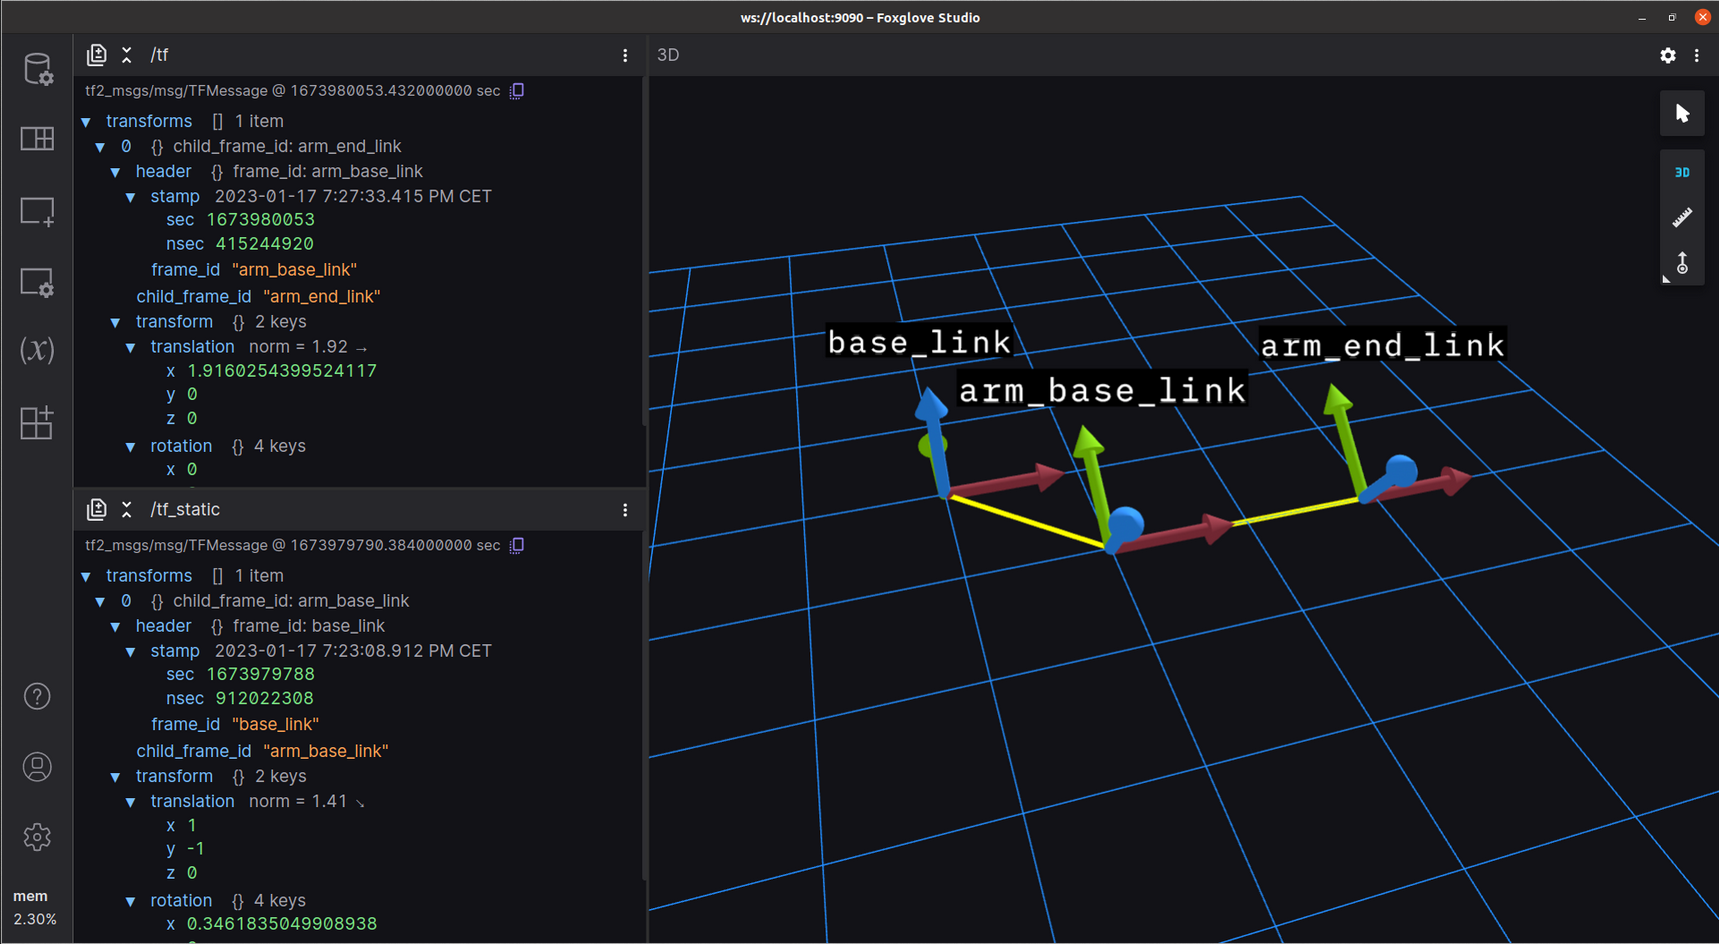 ws://localhost:9090 – Foxglove Studio
/tf
tf2_msgs/msg/TFMessage @ 1673980053.432000000 sec
transforms [] 1 item
0 {} child_frame_id: arm_end_link
header {} frame_id: arm_base_link
stamp 2023-01-17 7:27:33.415 PM CET
sec 1673980053
nsec 415244920
frame_id "arm_base_link"
child_frame_id "arm_end_link"
transform {} 2 keys
translation norm = 1.92 →
x 1.9160254399524117
y 0
z 0
rotation {} 4 keys
x 0
/tf_static
tf2_msgs/msg/TFMessage @ 1673979790.384000000 sec
transforms [] 1 item
0 {} child_frame_id: arm_base_link
header {} frame_id: base_link
stamp 2023-01-17 7:23:08.912 PM CET
sec 1673979788
nsec 912022308
frame_id "base_link"
child_frame_id "arm_base_link"
transform {} 2 keys
translation norm = 1.41 ↘
x 1
y -1
z 0
rotation {} 4 keys
x 0.3461835049908938
(x)
mem
2.30%
3D
3D
base_link
arm_base_link
arm_end_link